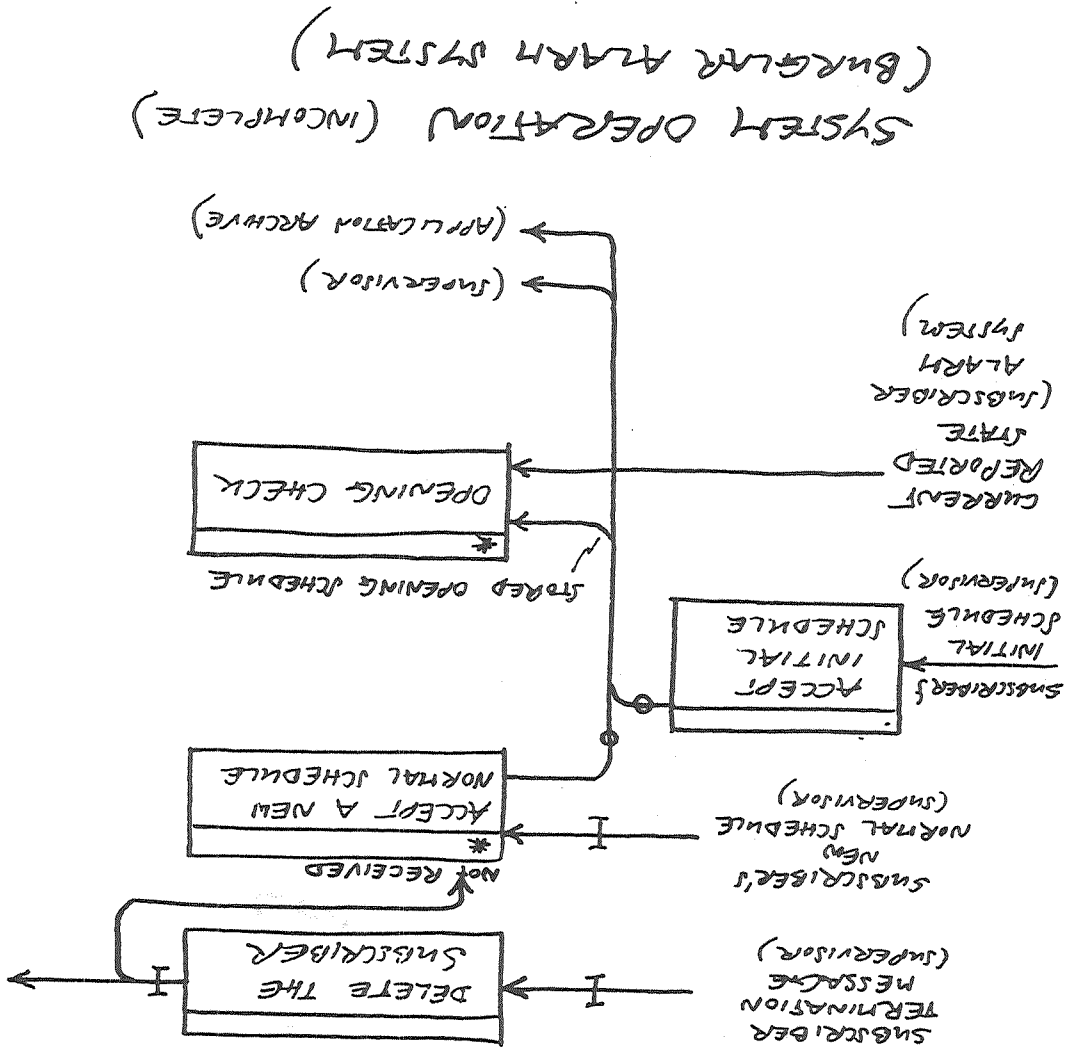 SUBSCRIBER
TERMINATION
MESSAGE
(SUPERVISOR)
DELETE THE
SUBSCRIBER
SUBSCRIBER'S
NEW
NORMAL SCHEDULE
(SUPERVISOR)
NOT RECEIVED
*
ACCEPT A NEW
NORMAL SCHEDULE
SUBSCRIBER'S
INITIAL
SCHEDULE
(SUPERVISOR)
ACCEPT
INITIAL
SCHEDULE
STORED OPENING SCHEDULE
*
OPENING CHECK
CURRENT
REPORTED
STATE
(SUBSCRIBER
ALARM
SYSTEM)
(SUPERVISOR)
(APPLICATION ARCHIVE)
SYSTEM OPERATION (INCOMPLETE)
(BURGLAR ALARM SYSTEM)